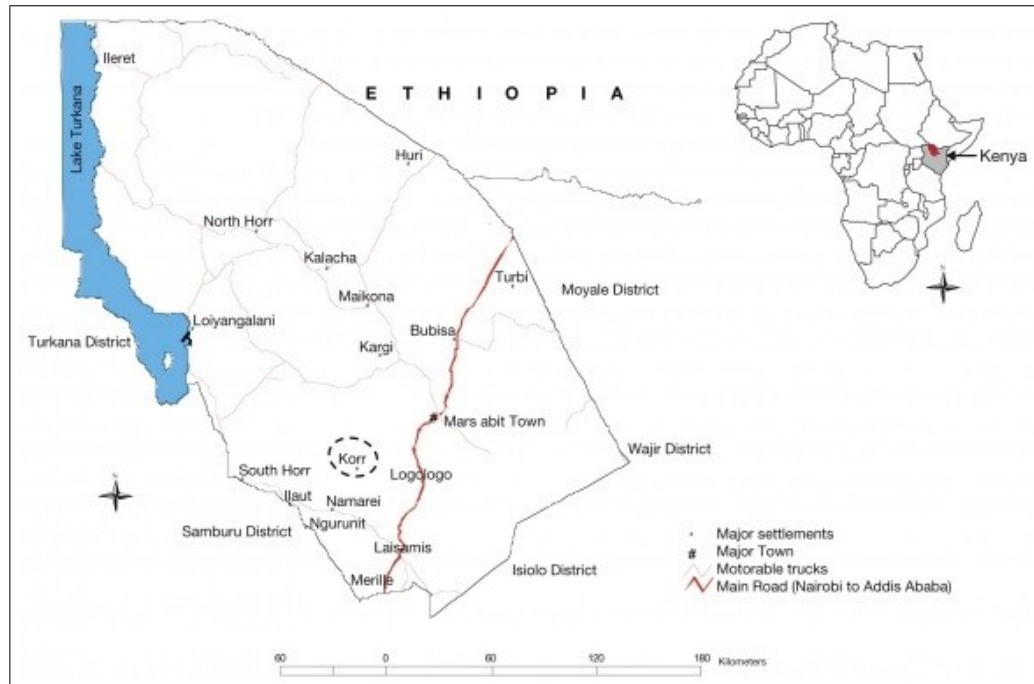 Ileret
Lake Turkana
E T H I O P I A
Huri
Kenya
N
North Horr
Kalacha
Turbi
Maikona
Moyale District
Loiyangalani
Bubisa
Turkana District
Kargi
Mars abit Town
Wajir District
Korr
South Horr
Logologo
N
Ilaut
Namarei
Samburu District
Ngurunit
Laisamis
Isiolo District
Merille
Major settlements
# Major Town
Motorable trucks
Main Road (Nairobi to Addis Ababa)
60 0 60 120 180 Kilometers